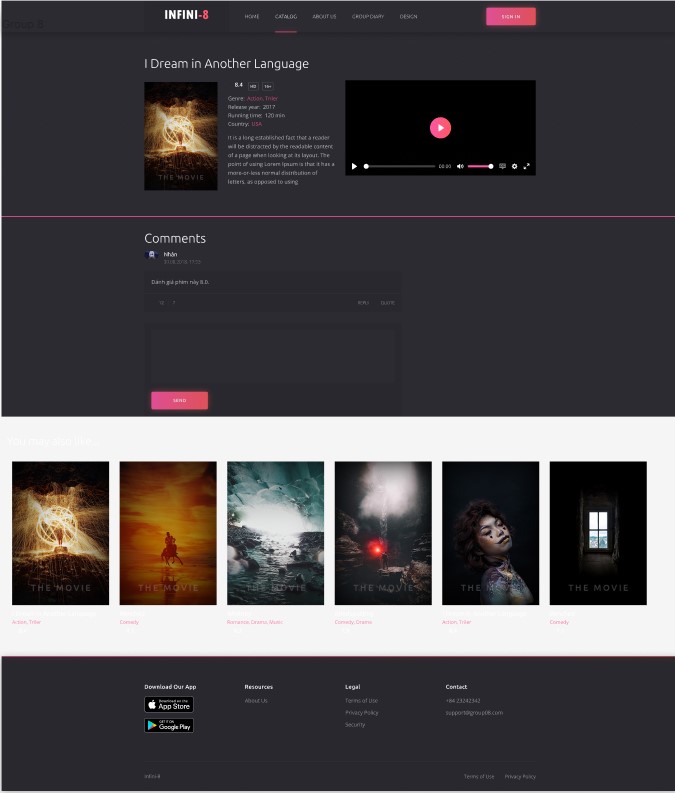 Group 8
INFINI-8
HOME CATALOG ABOUT US GROUP DIARY DESIGN
SIGN IN
I Dream in Another Language
8.4 HD 16+
Genre: Action, Triler
Release year: 2017
Running time: 120 min
Country: USA
It is a long established fact that a reader
will be distracted by the readable content
of a page when looking at its layout. The
point of using Lorem Ipsum is that it has a
more-or-less normal distribution of
letters, as opposed to using
THE MOVIE
00:00
Comments
Nhân
Đánh giá phim này 8.0.
REPLY QUOTE
SEND
You may also like
THE MOVIE
THE MOVIE
THE MOVIE
THE MOVIE
THE MOVIE
THE MOVIE
Action, Triler
Comedy
Romance, Drama, Music
Comedy, Drama
Action, Triler
Comedy
Download Our App
Download on the
App Store
GET IT ON
Google Play
Resources
About Us
Legal
Terms of Use
Privacy Policy
Security
Contact
+84 23242342
support@group08.com
Infini-8
Terms of Use Privacy Policy